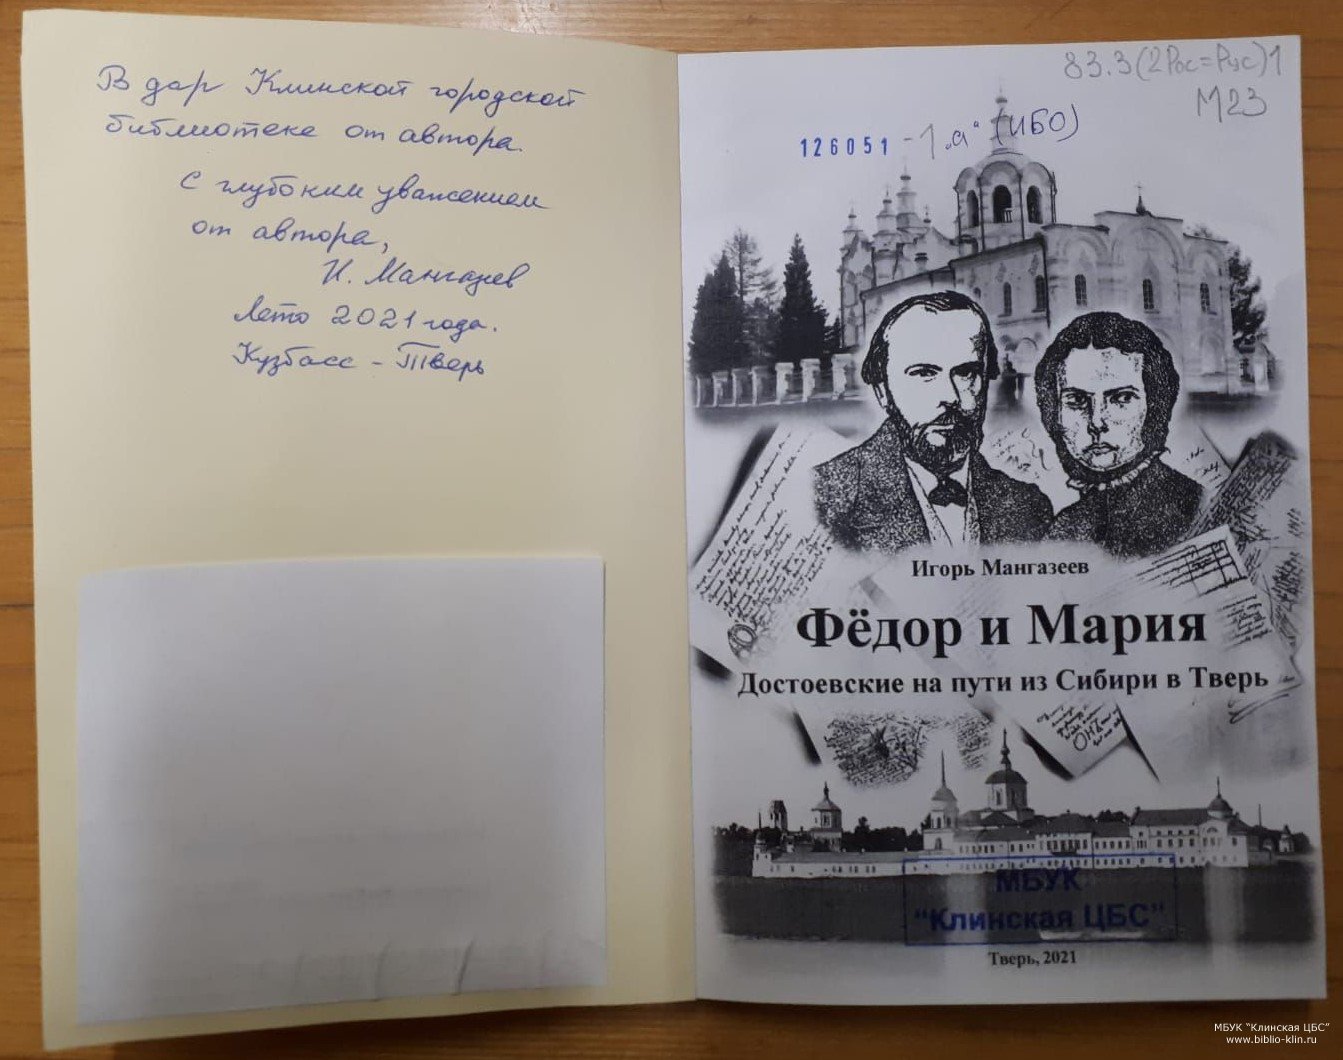 В дар Клинской городской
библиотеке от автора.
С глубоким уважением
от автора,
И. Мангазеев
Лето 2021 года.
Кузбасс – Тверь
83.3(2Рос=Рус)1
М23
126051 -1 „а“ (ИБО)
Игорь Мангазеев
Фёдор и Мария
Достоевские на пути из Сибири в Тверь
МБУК
"Клинская ЦБС"
Тверь, 2021
МБУК "Клинская ЦБС"
www.biblio-klin.ru